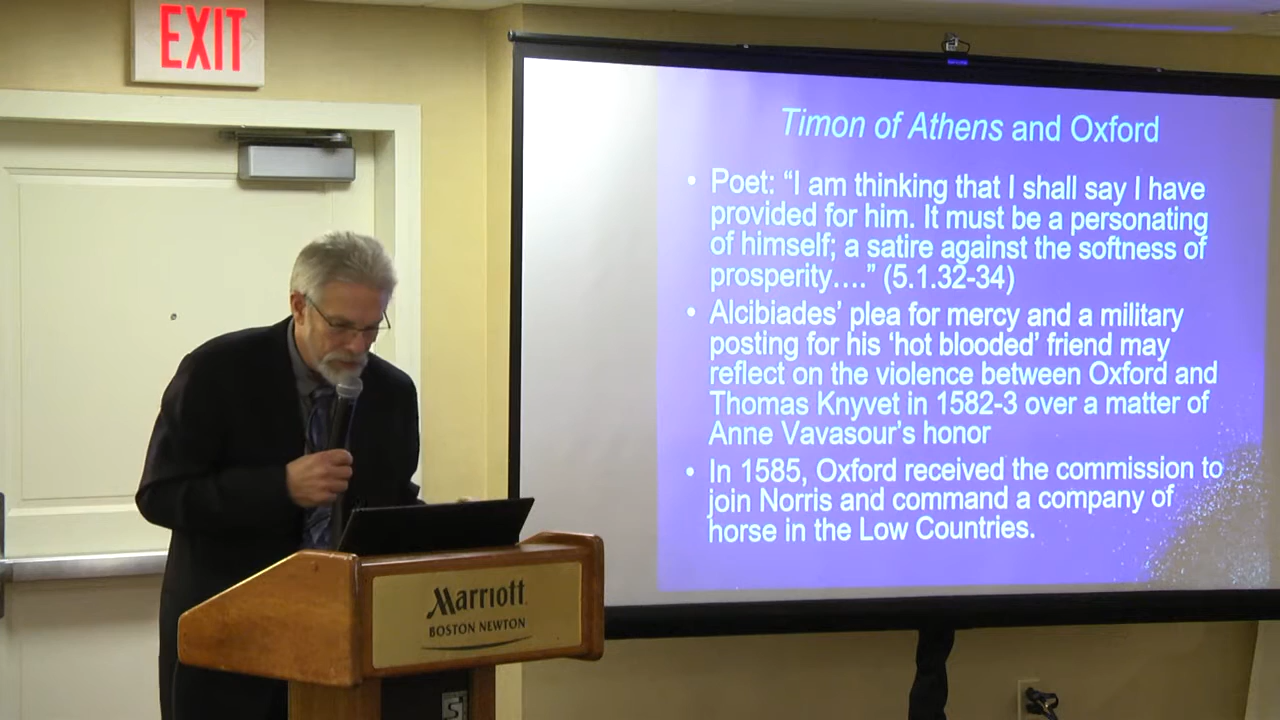 EXIT
Timon of Athens and Oxford
• Poet: “I am thinking that I shall say I have
provided for him. It must be a personating
of himself; a satire against the softness of
prosperity….” (5.1.32-34)
• Alcibiades’ plea for mercy and a military
posting for his ‘hot blooded’ friend may
reflect on the violence between Oxford and
Thomas Knyvet in 1582-3 over a matter of
Anne Vavasour’s honor
• In 1585, Oxford received the commission to
join Norris and command a company of
horse in the Low Countries.
Marriott
BOSTON NEWTON